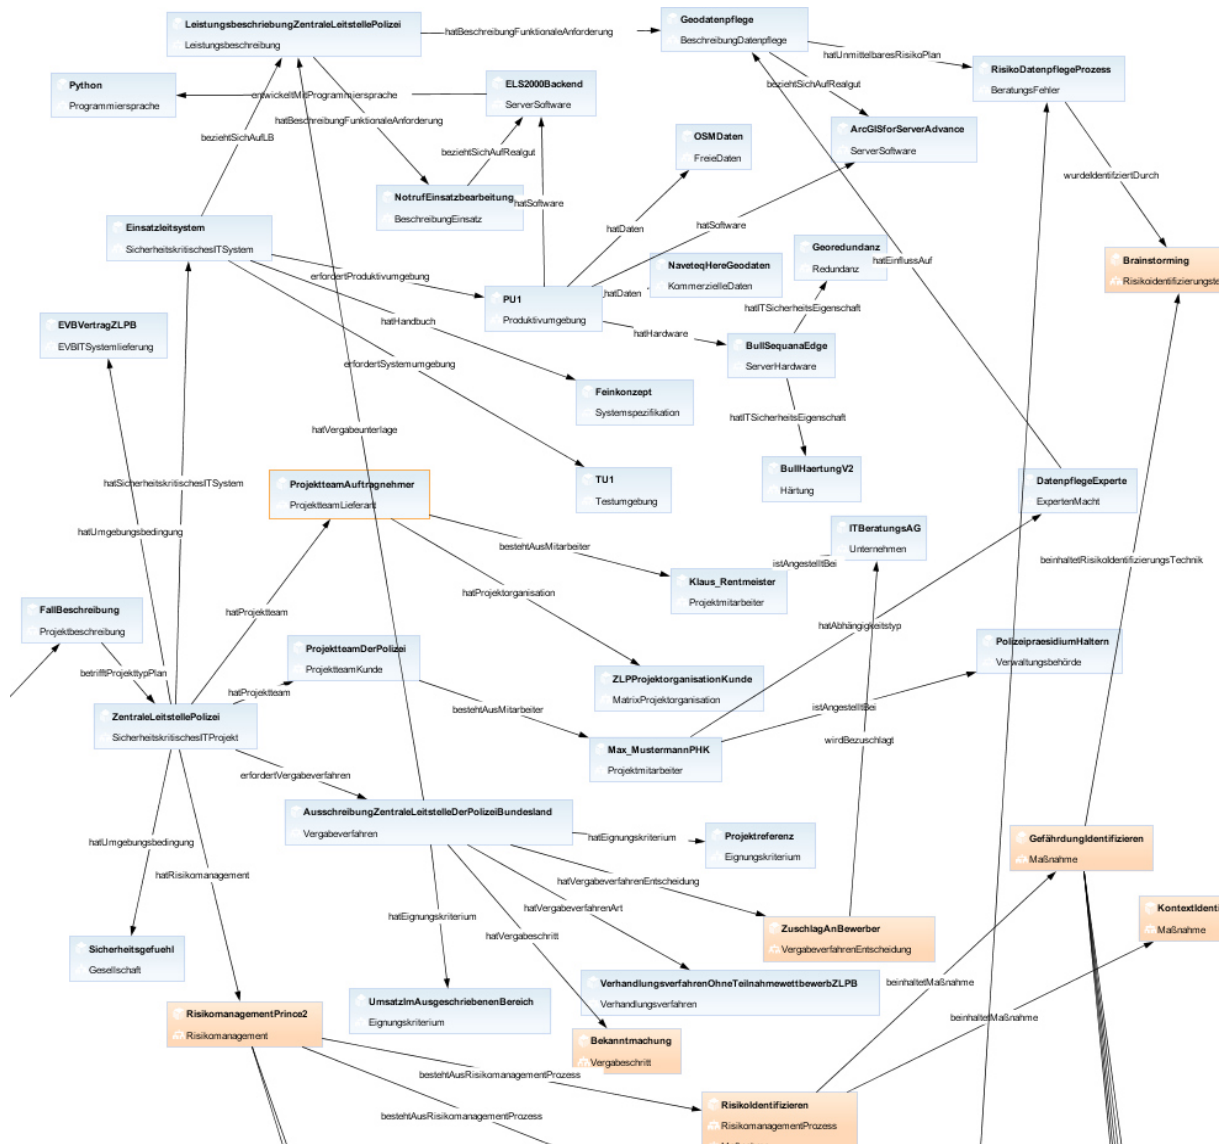 LeistungsbeschriebungZentraleLeitstellePolizei
Leistungsbeschreibung
hatBeschreibungFunktionaleAnforderung
Geodatenpflege
BeschreibungDatenpflege
hatUnmittelbaresRisikoPlan
RisikoDatenpflegeProzess
BeratungsFehler
Python
Programmiersprache
entwickeltMitProgrammiersprache
ELS2000Backend
ServerSoftware
beziehtSichAufRealgut
hatBeschreibungFunktionaleAnforderung
beziehtSichAufLB
OSMDaten
FreieDaten
ArcGISforServerAdvance
ServerSoftware
beziehtSichAufRealgut
wurdeIdentifziertDurch
NotrufEinsatzbearbeitung
BeschreibungEinsatz
hatSoftware
hatDaten
hatSoftware
Einsatzleitsystem
SicherheitskritischesITSystem
Georedundanz
Redundanz
hatEinflussAuf
Brainstorming
Risikoidentifizierungste
erfordertProduktivumgebung
NaveteqHereGeodaten
KommerzielleDaten
hatDaten
PU1
Produktivumgebung
hatITSicherheitsEigenschaft
EVBVertragZLPB
EVBITSystemlieferung
hatHandbuch
hatHardware
BullSequanaEdge
ServerHardware
erfordertSystemumgebung
Feinkonzept
Systemspezifikation
hatITSicherheitsEigenschaft
hatVergabeunterlage
BullHaertungV2
Härtung
hatSicherheitskritischesITSystem
ProjektteamAuftragnehmer
ProjektteamLieferant
TU1
Testumgebung
DatenpflegeExperte
ExpertenMacht
hatUmgebungsbedingung
ITBeratungsAG
Unternehmen
bestehtAusMitarbeiter
istAngestelltBei
beinhaltetRisikoIdentifizierungsTechnik
Klaus_Rentmeister
Projektmitarbeiter
hatProjektorganisation
FallBeschreibung
Projektbeschreibung
hatProjektteam
hatAbhängigkeitstyp
ProjektteamDerPolizei
ProjektteamKunde
PolizeipraesidiumHaltern
Verwaltungsbehörde
betrifftProjekttypPlan
hatProjektteam
ZLPProjektorganisationKunde
MatrixProjektorganisation
bestehtAusMitarbeiter
istAngestelltBei
ZentraleLeitstellePolizei
SicherheitskritischesITProjekt
wirdBezuschlagt
Max_MustermannPHK
Projektmitarbeiter
erfordertVergabeverfahren
AusschreibungZentraleLeitstelleDerPolizeiBundesland
Vergabeverfahren
hatEignungskriterium
Projektreferenz
Eignungskriterium
GefährdungIdentifizieren
Maßnahme
hatUmgebungsbedingung
hatRisikomanagement
hatVergabeverfahrenEntscheidung
hatVergabeverfahrenArt
hatEignungskriterium
hatVergabeschritt
ZuschlagAnBewerber
VergabeverfahrenEntscheidung
KontextIdenti
Maßnahme
Sicherheitsgefuehl
Gesellschaft
VerhandlungsverfahrenOhneTeilnahmewettbewerbZLPB
Verhandlungsverfahren
beinhaltetMaßnahme
UmsatzImAusgeschriebenenBereich
Eignungskriterium
RisikomanagementPrince2
Risikomanagement
beinhaltetMaßnahme
Bekanntmachung
Vergabeschritt
bestehtAusRisikomanagementProzess
RisikoIdentifizieren
RisikomanagementProzess
bestehtAusRisikomanagementProzess